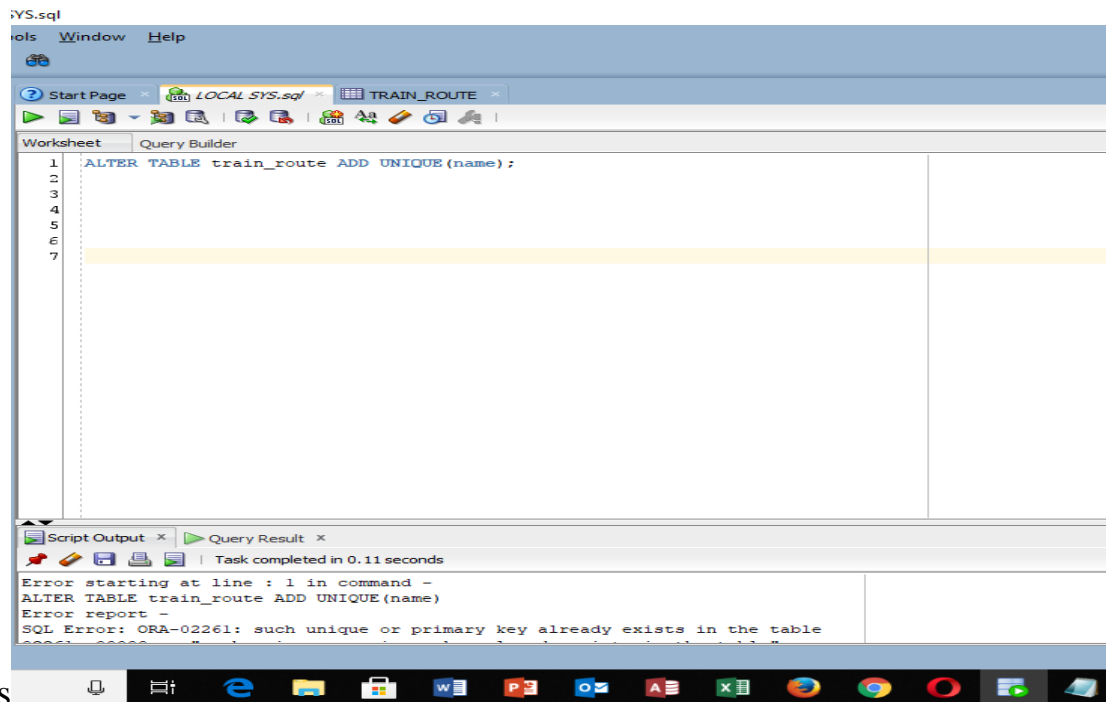 SYS.sql
ols Window Help
Start Page LOCAL SYS.sql TRAIN_ROUTE
Worksheet Query Builder
1 ALTER TABLE train_route ADD UNIQUE(name);
2
3
4
5
6
7
Script Output Query Result
Task completed in 0.11 seconds
Error starting at line : 1 in command -
ALTER TABLE train_route ADD UNIQUE(name)
Error report -
SQL Error: ORA-02261: such unique or primary key already exists in the table
s